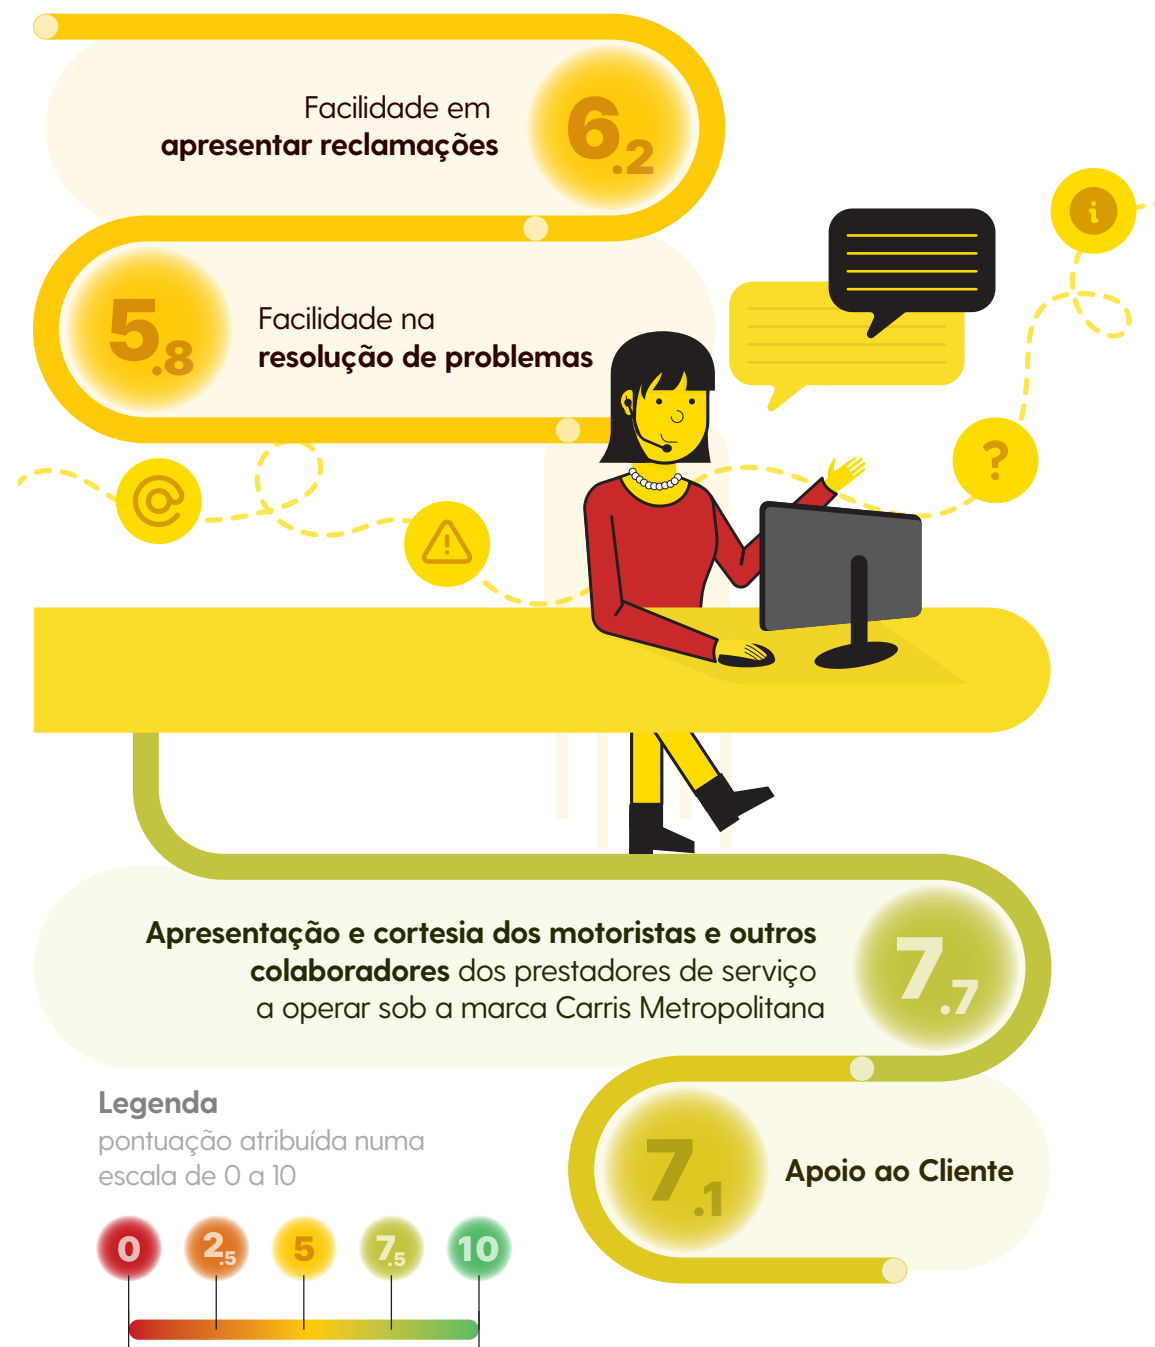 Facilidade em
apresentar reclamações
6.2
5.8
Facilidade na
resolução de problemas
i
?
@
!
Apresentação e cortesia dos motoristas e outros
colaboradores dos prestadores de serviço
a operar sob a marca Carris Metropolitana
7.7
7.1
Apoio ao Cliente
Legenda
pontuação atribuída numa
escala de 0 a 10
0 2.5 5 7.5 10